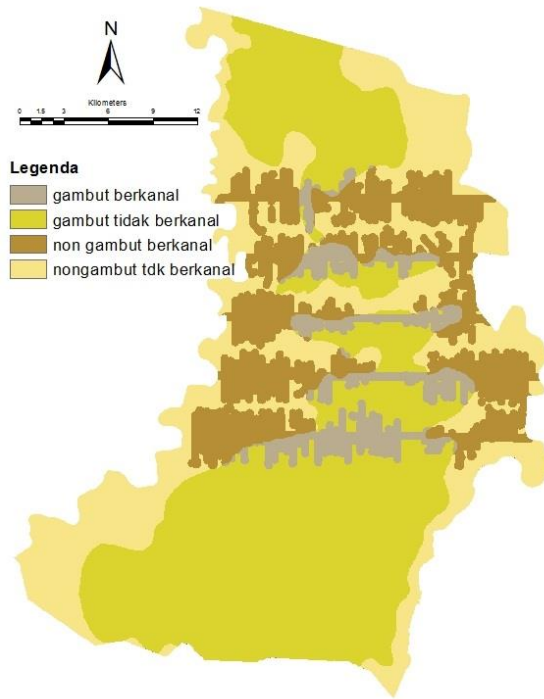 N
Kilometers
0 1.5 3 6 9 12
Legenda
gambut berkanal
gambut tidak berkanal
non gambut berkanal
nongambut tdk berkanal